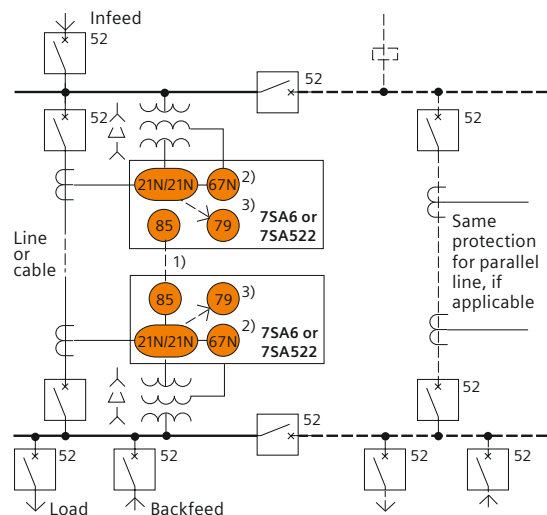 Infeed
52
52
52
52
21N/21N
67N
2)
3)
85
79
7SA6 or
7SA522
Line
or
cable
1)
Same
protection
for parallel
line, if
applicable
85
79
3)
2)
21N/21N
67N
7SA6 or
7SA522
52
52
52
52
52
52
52
Load
Backfeed